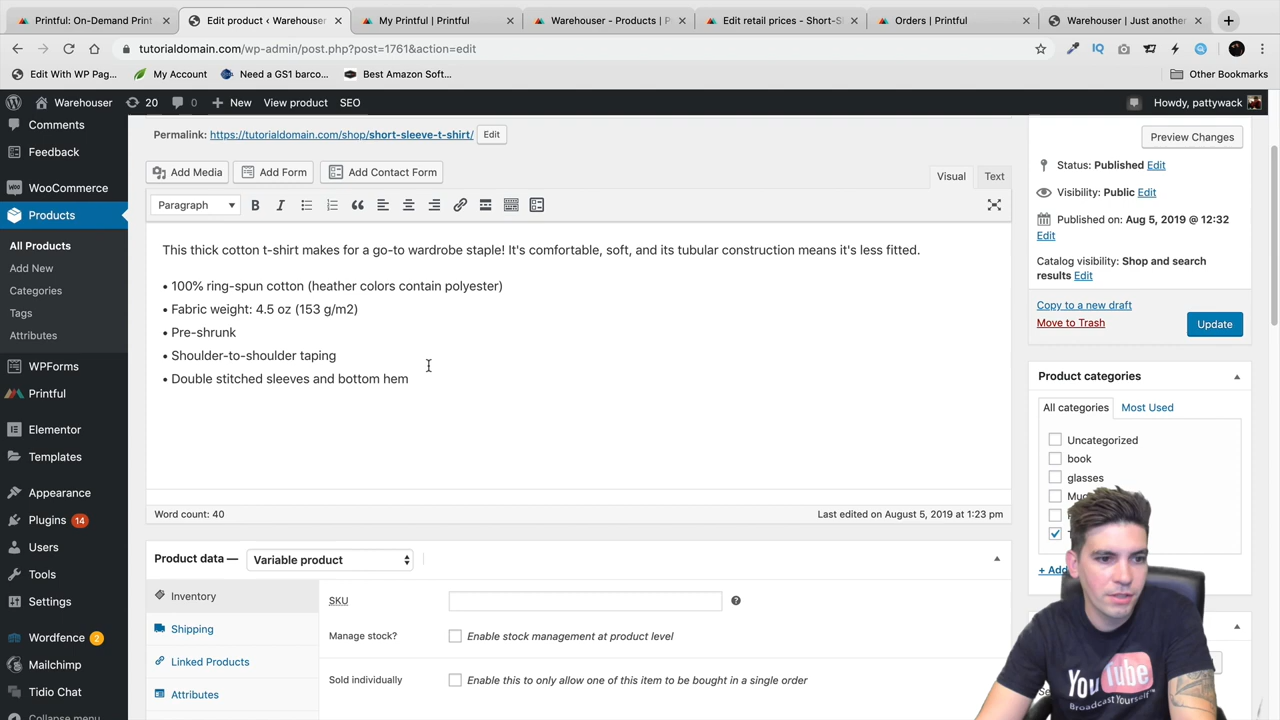 Printful: On-Demand Print
Edit product ‹ Warehouser
My Printful | Printful
Warehouser - Products | P
Edit retail prices - Short-S
Orders | Printful
Warehouser | Just another
tutorialdomain.com/wp-admin/post.php?post=1761&action=edit
Edit With WP Pag...
My Account
Need a GS1 barco...
Best Amazon Soft...
Other Bookmarks
Warehouser
20
0
New
View product
SEO
Howdy, pattywack
Comments
Feedback
WooCommerce
Products
All Products
Add New
Categories
Tags
Attributes
WPForms
Printful
Elementor
Templates
Appearance
Plugins 14
Users
Tools
Settings
Wordfence 2
Mailchimp
Tidio Chat
Collapse menu
Permalink: https://tutorialdomain.com/shop/short-sleeve-t-shirt/ Edit
Add Media
Add Form
Add Contact Form
Visual
Text
Paragraph
This thick cotton t-shirt makes for a go-to wardrobe staple! It's comfortable, soft, and its tubular construction means it's less fitted.
• 100% ring-spun cotton (heather colors contain polyester)
• Fabric weight: 4.5 oz (153 g/m2)
• Pre-shrunk
• Shoulder-to-shoulder taping
• Double stitched sleeves and bottom hem
Word count: 40
Last edited on August 5, 2019 at 1:23 pm
Product data — Variable product
Inventory
Shipping
Linked Products
Attributes
SKU
Manage stock?
Enable stock management at product level
Sold individually
Enable this to only allow one of this item to be bought in a single order
Preview Changes
Status: Published Edit
Visibility: Public Edit
Published on: Aug 5, 2019 @ 12:32
Edit
Catalog visibility: Shop and search
results Edit
Copy to a new draft
Move to Trash
Update
Product categories
All categories
Most Used
Uncategorized
book
glasses
You Tube
Broadcast Yourself